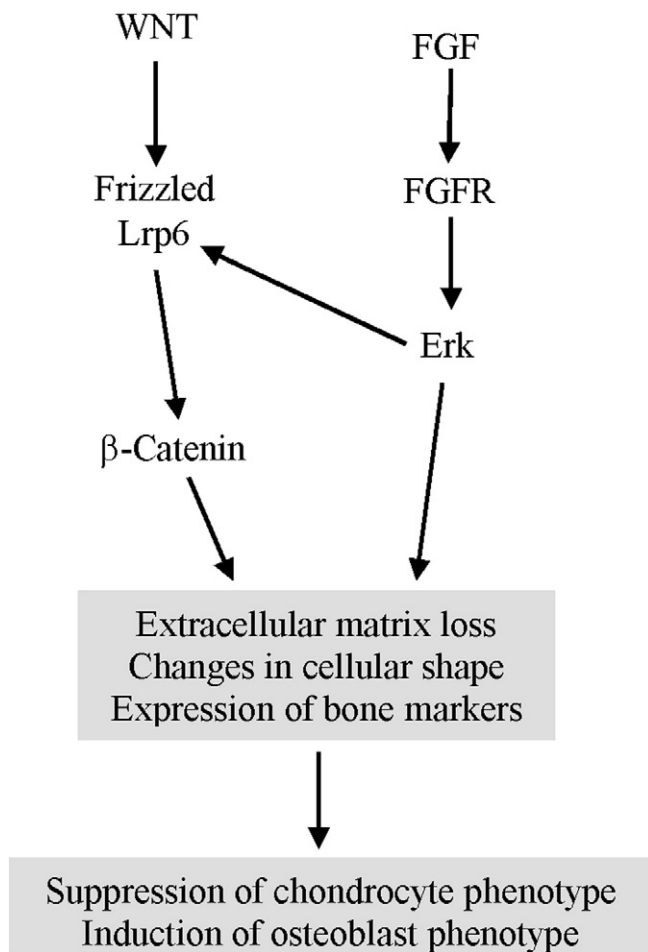 WNT
FGF
Frizzled
Lrp6
FGFR
Erk
β-Catenin
Extracellular matrix loss
Changes in cellular shape
Expression of bone markers
Suppression of chondrocyte phenotype
Induction of osteoblast phenotype